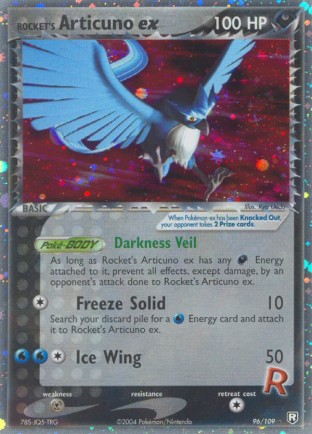 ROCKET'S Articuno ex 100 HP
BASIC
When Pokémon-ex has been Knocked Out,
your opponent takes 2 Prize cards.
Poké-BODY Darkness Veil
As long as Rocket's Articuno ex has any Energy
attached to it, prevent all effects, except damage, by an
opponent's attack done to Rocket's Articuno ex.
Freeze Solid 10
Search your discard pile for a Energy card and attach
it to Rocket's Articuno ex.
Ice Wing 50
R
weakness resistance retreat cost
©2004 Pokémon/Nintendo 96/109 R